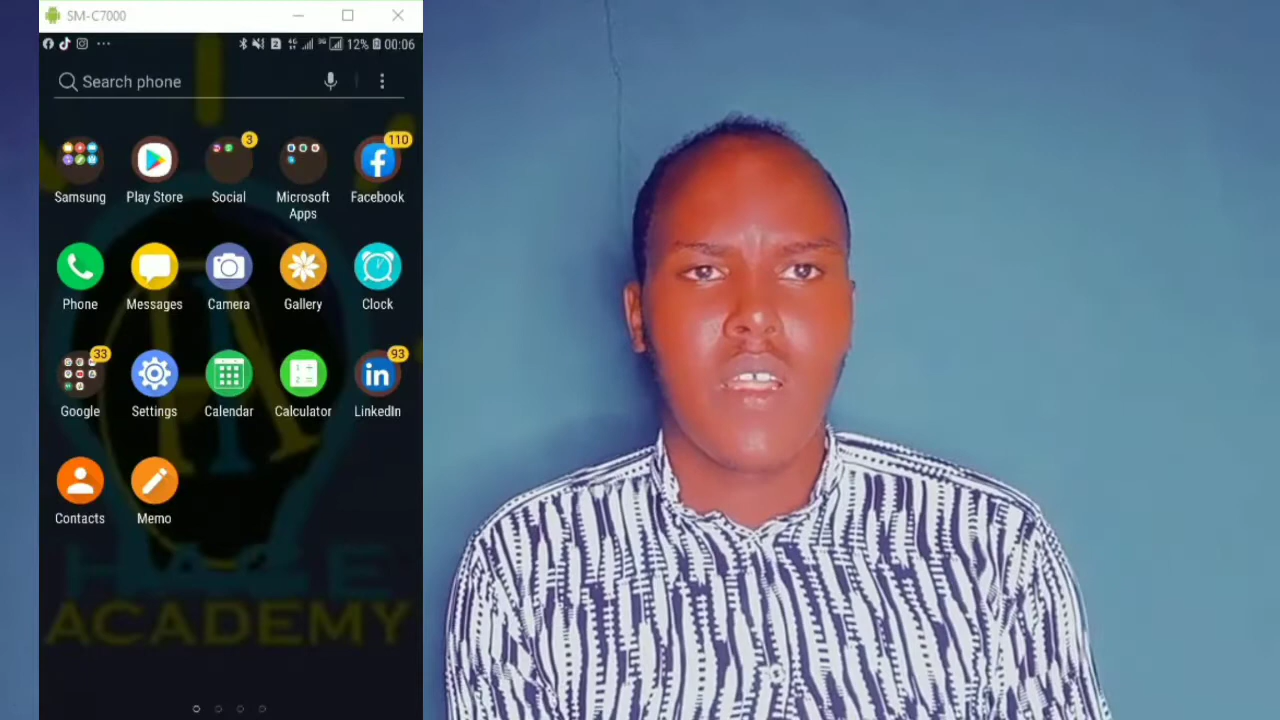 SM-C7000
12% 00:06
Search phone
3
110
Samsung
Play Store
Social
Microsoft
Apps
Facebook
Phone
Messages
Camera
Gallery
Clock
33
93
Google
Settings
Calendar
Calculator
LinkedIn
Contacts
Memo
HAGE
ACADEMY